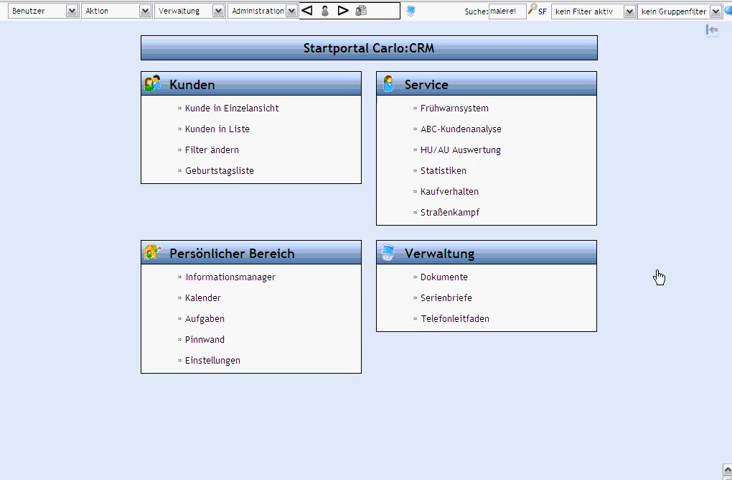 Benutzer Aktion Verwaltung Administration Suche: malerei SF kein Filter aktiv kein Gruppenfilter
Startportal Carlo:CRM
Kunden
» Kunde in Einzelansicht
» Kunden in Liste
» Filter ändern
» Geburtstagsliste
Service
» Frühwarnsystem
» ABC-Kundenanalyse
» HU/AU Auswertung
» Statistiken
» Kaufverhalten
» Straßenkampf
Persönlicher Bereich
» Informationsmanager
» Kalender
» Aufgaben
» Pinnwand
» Einstellungen
Verwaltung
» Dokumente
» Serienbriefe
» Telefonleitfaden